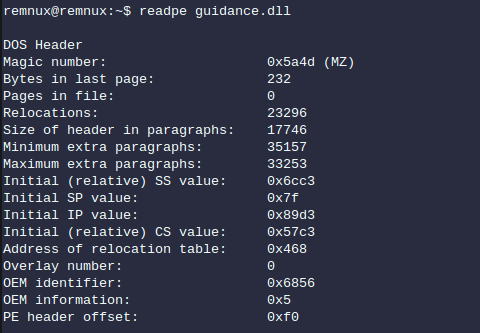 remnux@remnux:~$ readpe guidance.dll
DOS Header
Magic number: 0x5a4d (MZ)
Bytes in last page: 232
Pages in file: 0
Relocations: 23296
Size of header in paragraphs: 17746
Minimum extra paragraphs: 35157
Maximum extra paragraphs: 33253
Initial (relative) SS value: 0x6cc3
Initial SP value: 0x7f
Initial IP value: 0x89d3
Initial (relative) CS value: 0x57c3
Address of relocation table: 0x468
Overlay number: 0
OEM identifier: 0x6856
OEM information: 0x5
PE header offset: 0xf0